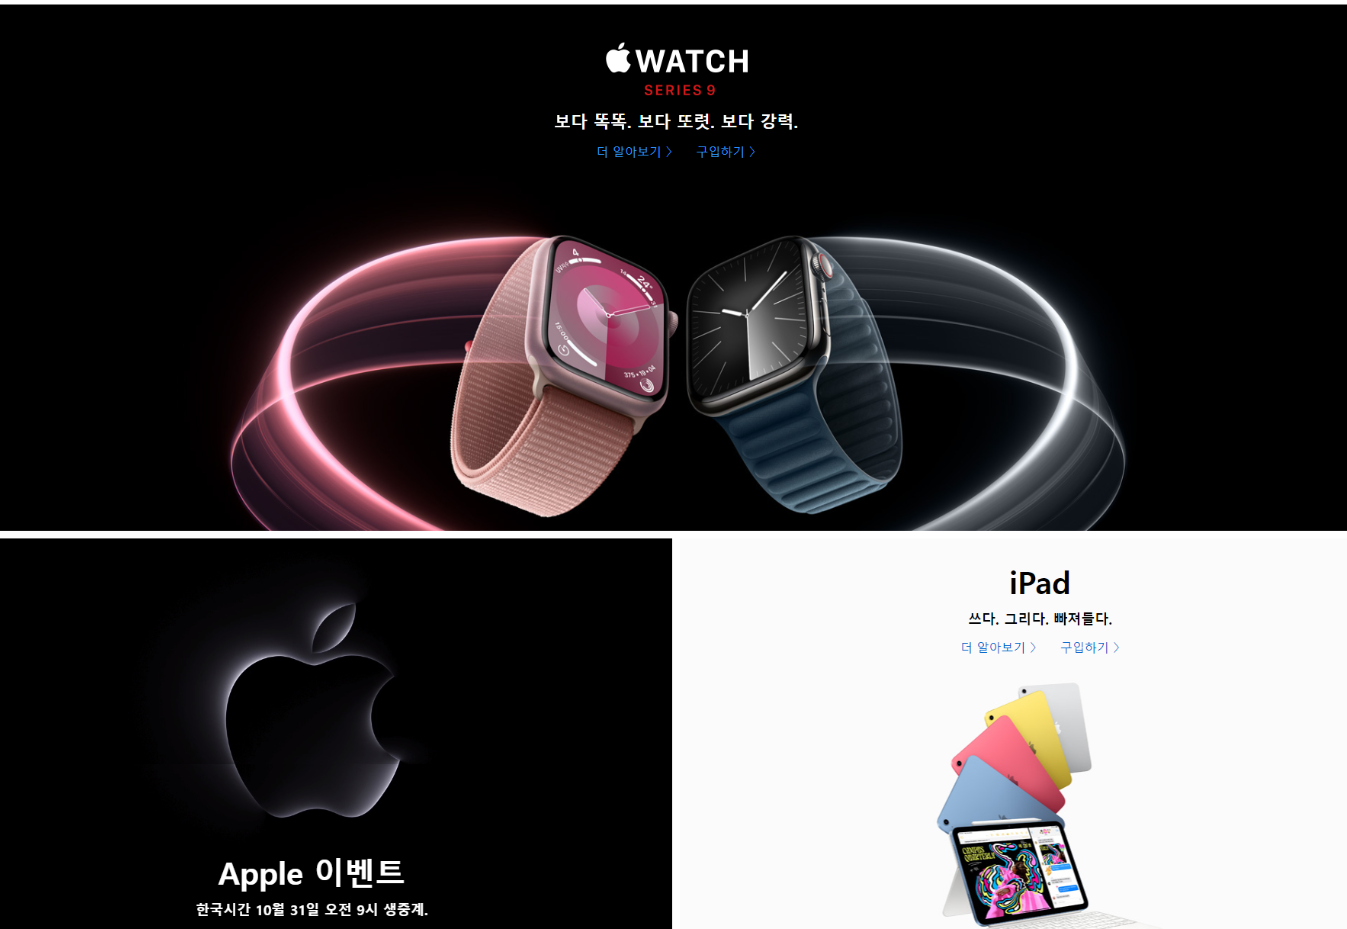 WATCH
SERIES 9
보다 똑똑. 보다 또렷. 보다 강력.
더 알아보기 〉 구입하기 〉
Apple 이벤트
한국시간 10월 31일 오전 9시 생중계.
iPad
쓰다. 그리다. 빠져들다.
더 알아보기 〉 구입하기 〉